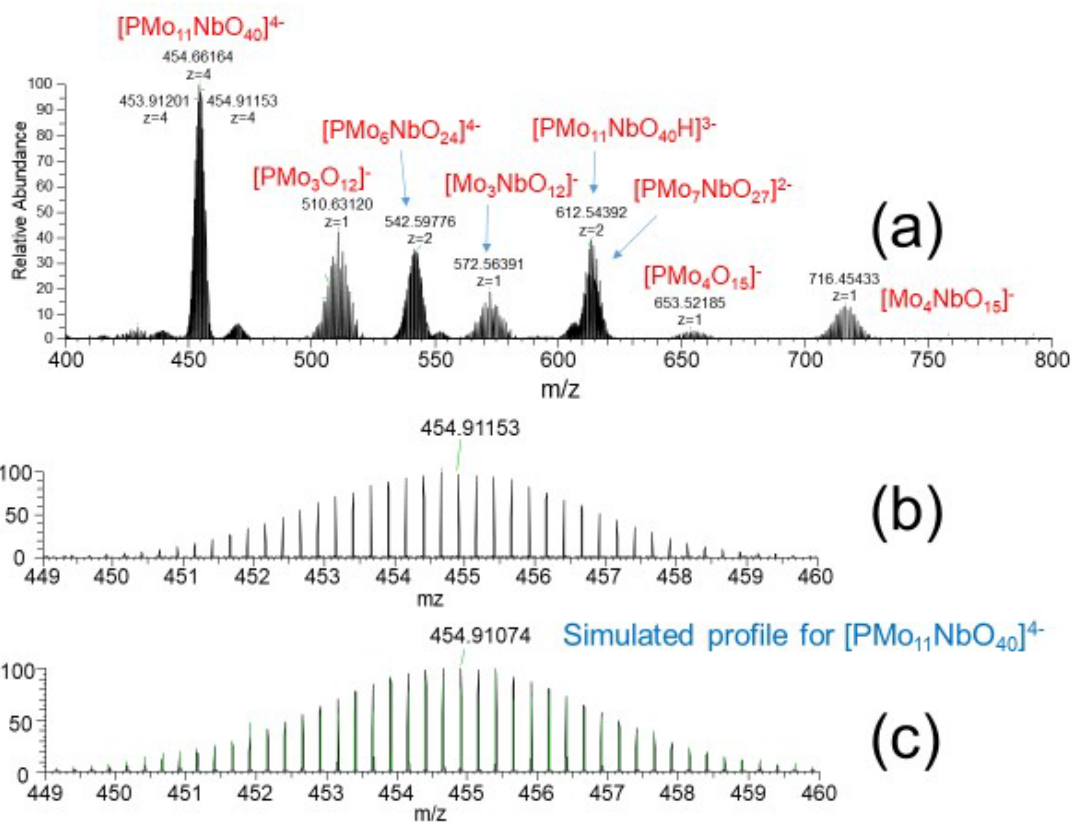 [PMo₁₁NbO₄₀]⁴⁻
454.66164
z=4
453.91201
z=4
454.91153
z=4
[PMo₆NbO₂₄]⁴⁻
[PMo₁₁NbO₄₀H]³⁻
[PMo₃O₁₂]⁻
510.63120
z=1
542.59776
z=2
[Mo₃NbO₁₂]⁻
572.56391
z=1
612.54392
z=2
[PMo₇NbO₂₇]²⁻
[PMo₄O₁₅]⁻
653.52185
z=1
716.45433
z=1
[Mo₄NbO₁₅]⁻
(a)
Relative Abundance
100
90
80
70
60
50
40
30
20
10
0
400 450 500 550 600 650 700 750 800
m/z
454.91153
(b)
100
50
0
449 450 451 452 453 454 455 456 457 458 459 460
mz
454.91074
Simulated profile for [PMo₁₁NbO₄₀]⁴⁻
(c)
100
50
0
449 450 451 452 453 454 455 456 457 458 459 460
m/z